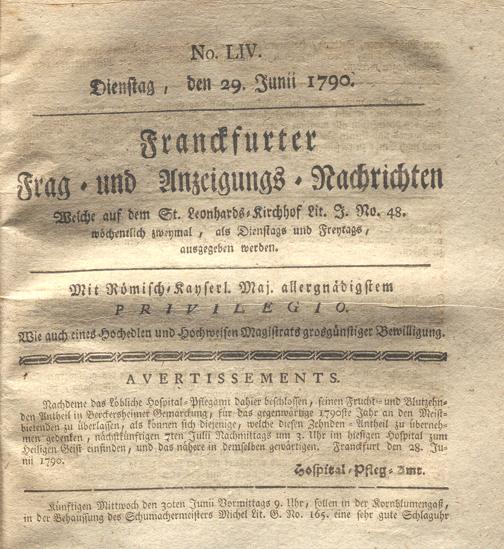 No. LIV.
Dienstag, den 29. Junii 1790.
Franckfurter
Frag-und Anzeigungs-Nachrichten
Welche auf dem St. Leonhards-Kirchhof Lit. J. No. 48.
wöchentlich zweymal, als Dienstags und Freytags,
ausgegeben werden.
Mit Römisch-Kayserl. Maj. allergnädigstem
PRIVILEGIO.
Wie auch eines Hochedlen und Hochweisen Magistrats grosgünstiger Bewilligung.
AVERTISSEMENTS.
Nachdeme das Löbliche Hospital-Pflegamt dahier beschlossen, seinen Frucht- und Blutzehn-
den Antheil in Berckersheimer Gemarckung, für das gegenwärtige 1790ste Jahr an den Meist-
bietenden zu überlassen, als können sich diejenige, welche diesen Zehnden-Antheil zu überneh-
men gedencken, nächstkünftigen 7ten Julii Nachmittags um 3. Uhr im hiesigen Hospital zum
Heiligen Geist einfinden, und das nähere in demselben gewärtigen. Franckfurt den 28. Ju-
nii 1790.
Hospital-Pfleg-Amt.
Künftigen Mittwoch den 30ten Junii Vormittags 9. Uhr, sollen in der Kornblumengaß,
in der Behaussung des Schumachermeisters Michel Lit. G. No. 165. eine sehr gute Schlaguhr